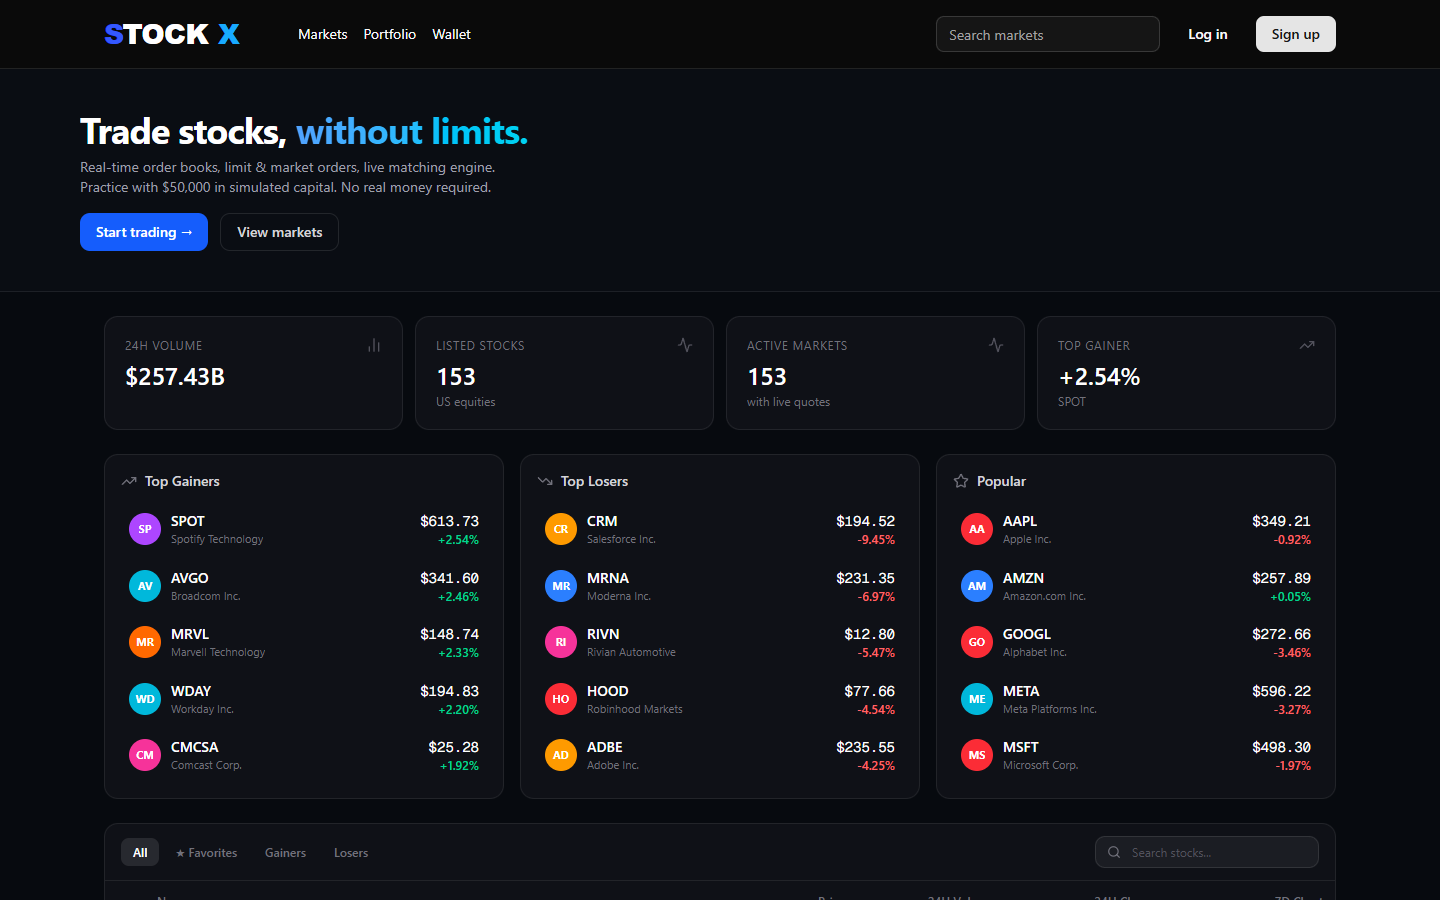 STOCK X
Markets Portfolio Wallet
Search markets
Log in
Sign up
Trade stocks, without limits.
Real-time order books, limit & market orders, live matching engine.
Practice with $50,000 in simulated capital. No real money required.
Start trading →
View markets
24H VOLUME
$257.43B
LISTED STOCKS
153
US equities
ACTIVE MARKETS
153
with live quotes
TOP GAINER
+2.54%
SPOT
Top Gainers
SP SPOT $613.73
Spotify Technology +2.54%
AV AVGO $341.60
Broadcom Inc. +2.46%
MR MRVL $148.74
Marvell Technology +2.33%
WD WDAY $194.83
Workday Inc. +2.20%
CM CMCSA $25.28
Comcast Corp. +1.92%
Top Losers
CR CRM $194.52
Salesforce Inc. -9.45%
MR MRNA $231.35
Moderna Inc. -6.97%
RI RIVN $12.80
Rivian Automotive -5.47%
HO HOOD $77.66
Robinhood Markets -4.54%
AD ADBE $235.55
Adobe Inc. -4.25%
Popular
AA AAPL $349.21
Apple Inc. -0.92%
AM AMZN $257.89
Amazon.com Inc. +0.05%
GO GOOGL $272.66
Alphabet Inc. -3.46%
ME META $596.22
Meta Platforms Inc. -3.27%
MS MSFT $498.30
Microsoft Corp. -1.97%
All ★ Favorites Gainers Losers
Search stocks...